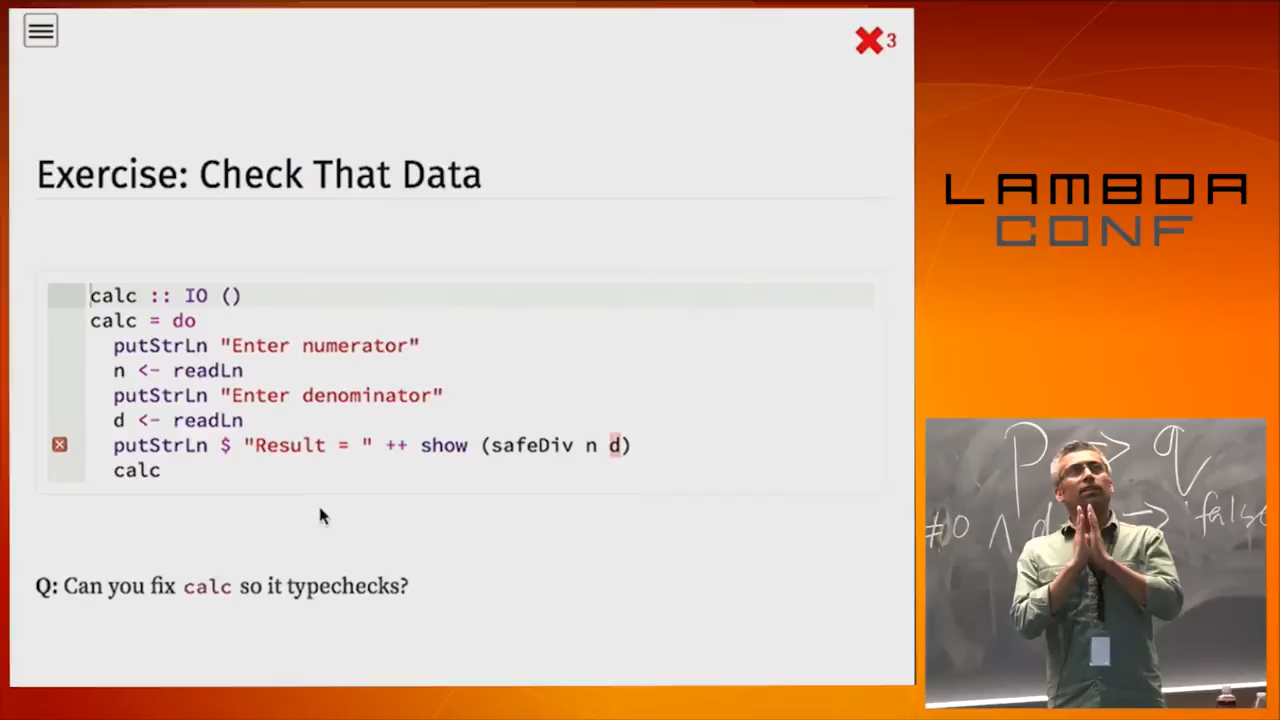 3
Exercise: Check That Data
calc :: IO ()
calc = do
  putStrLn "Enter numerator"
  n <- readLn
  putStrLn "Enter denominator"
  d <- readLn
  putStrLn $ "Result = " ++ show (safeDiv n d)
  calc
Q: Can you fix calc so it typechecks?
LAMBDA
CONF
p → q
≠0 ∧ d → false